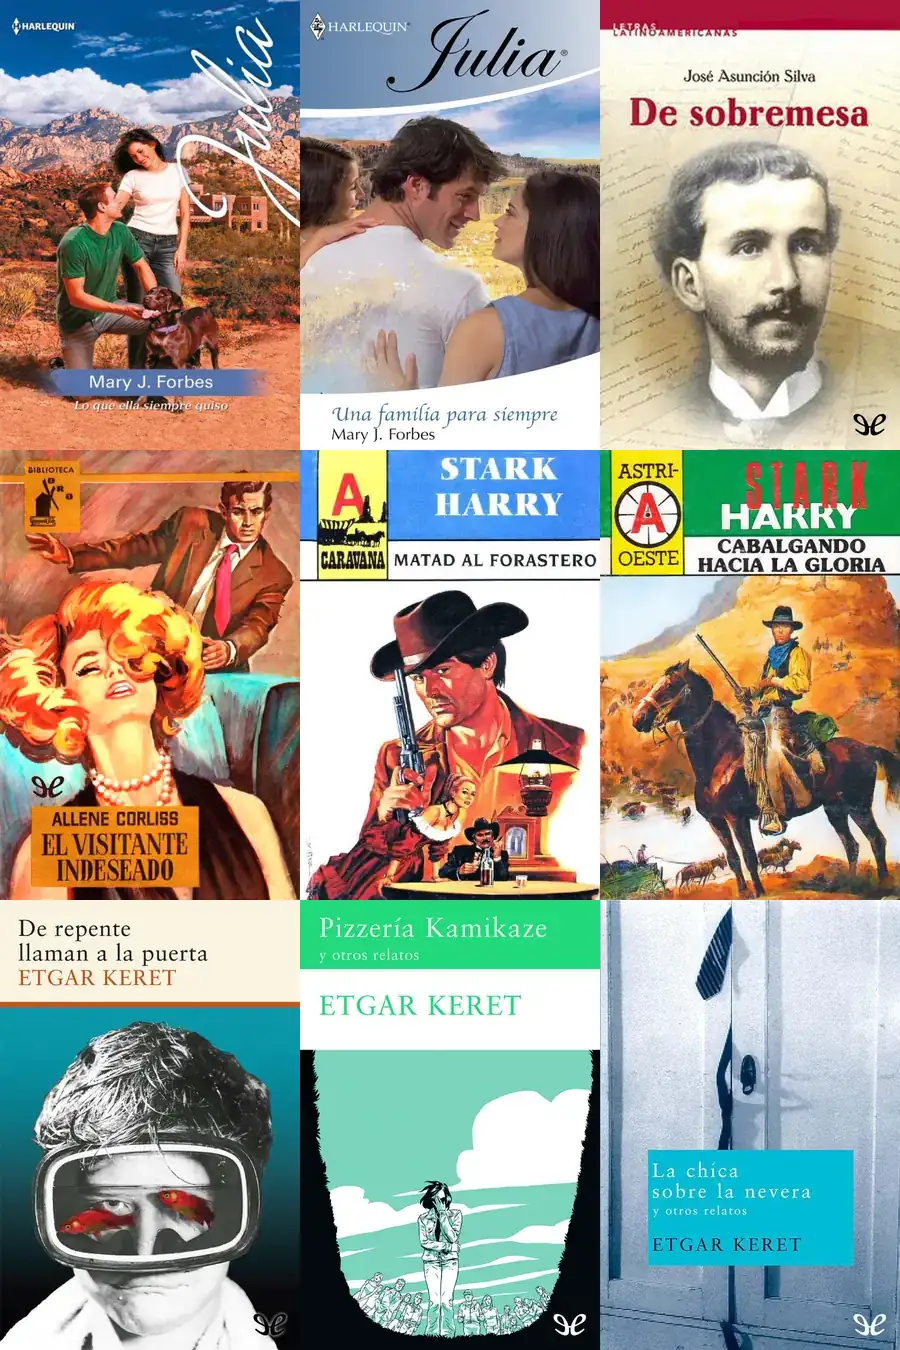 HARLEQUIN
Julia
Mary J. Forbes
Lo que ella siempre quiso
HARLEQUIN
Julia®
Una familia para siempre
Mary J. Forbes
LETRAS
LATINOAMERICANAS
José Asunción Silva
De sobremesa
BIBLIOTECA
ORO
ALLENE CORLISS
EL VISITANTE
INDESEADO
A
CARAVANA
STARK
HARRY
MATAD AL FORASTERO
ASTRI-
A
OESTE
STARK
HARRY
CABALGANDO
HACIA LA GLORIA
De repente
llaman a la puerta
ETGAR KERET
Pizzería Kamikaze
y otros relatos
ETGAR KERET
La chica
sobre la nevera
y otros relatos
ETGAR KERET